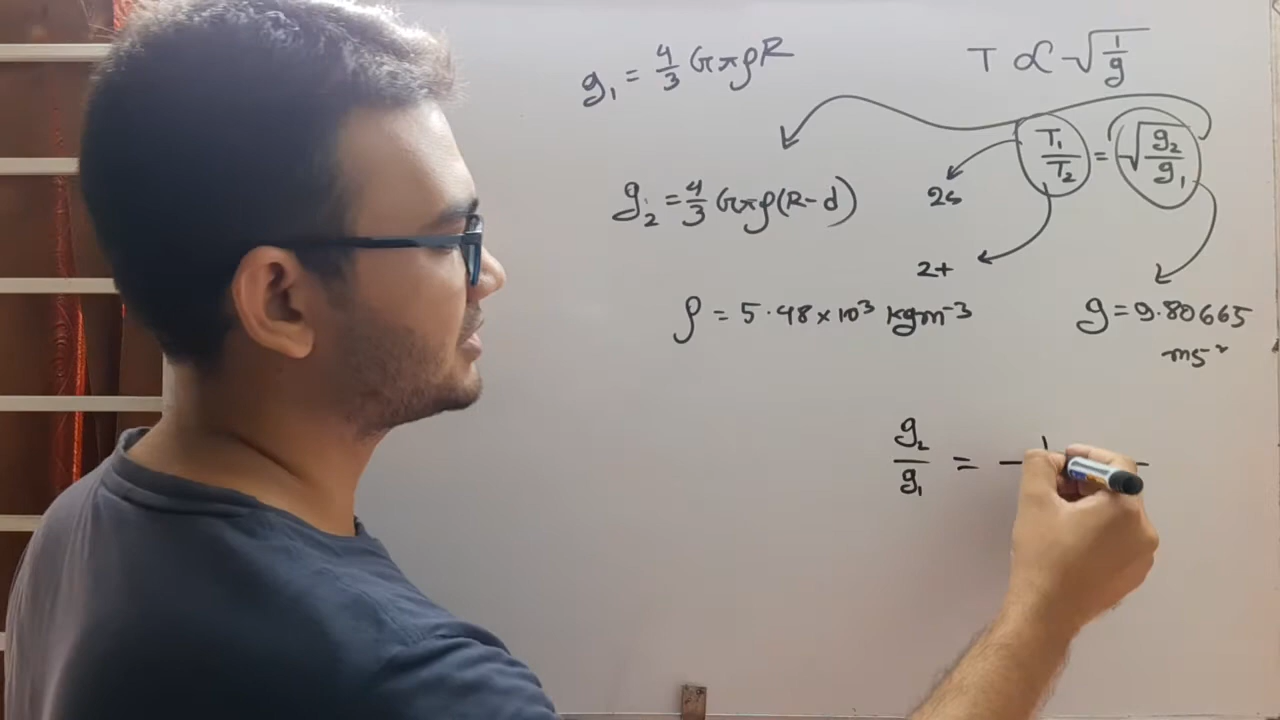 g₁ = 4/3 GπρR
T ∝ √(1/g)
T₁/T₂ = √(g₂/g₁)
g₂ = 4/3 Gπρ(R-d)
2s
2+
ρ = 5.48×10³ kgm⁻³
g = 9.80665
ms⁻²
g₂/g₁ =